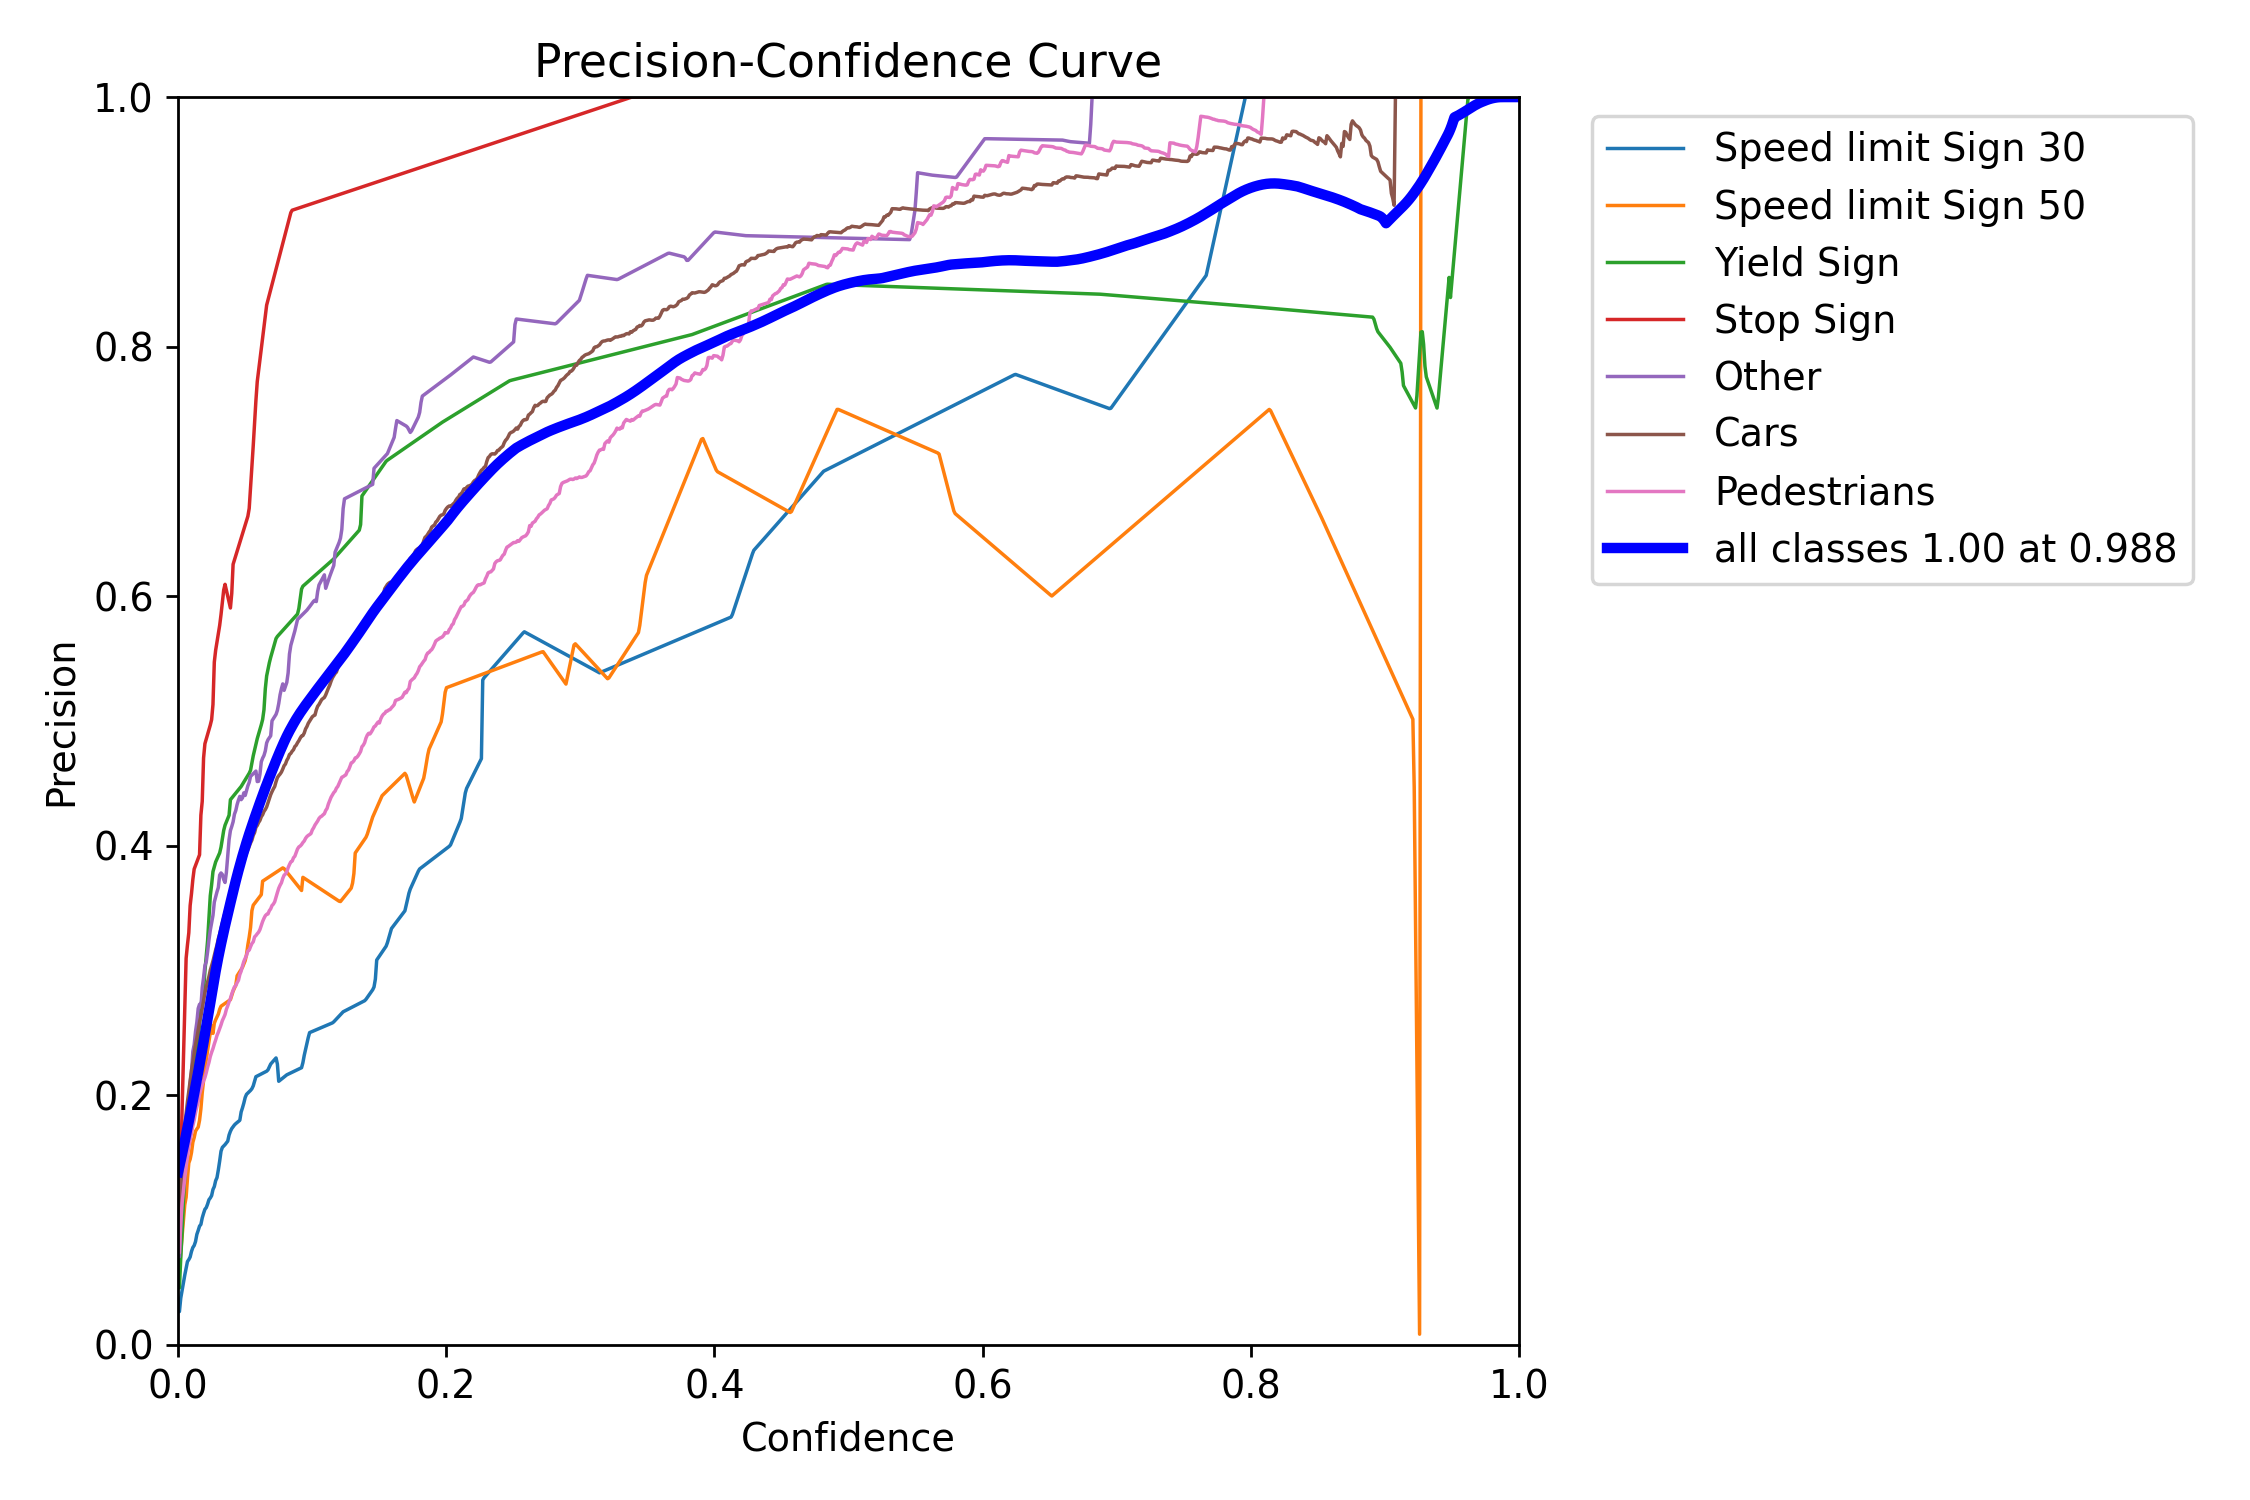 Precision-Confidence Curve
1.0
0.8
0.6
0.4
0.2
0.0
Precision
0.0 0.2 0.4 0.6 0.8 1.0
Confidence
Speed limit Sign 30
Speed limit Sign 50
Yield Sign
Stop Sign
Other
Cars
Pedestrians
all classes 1.00 at 0.988